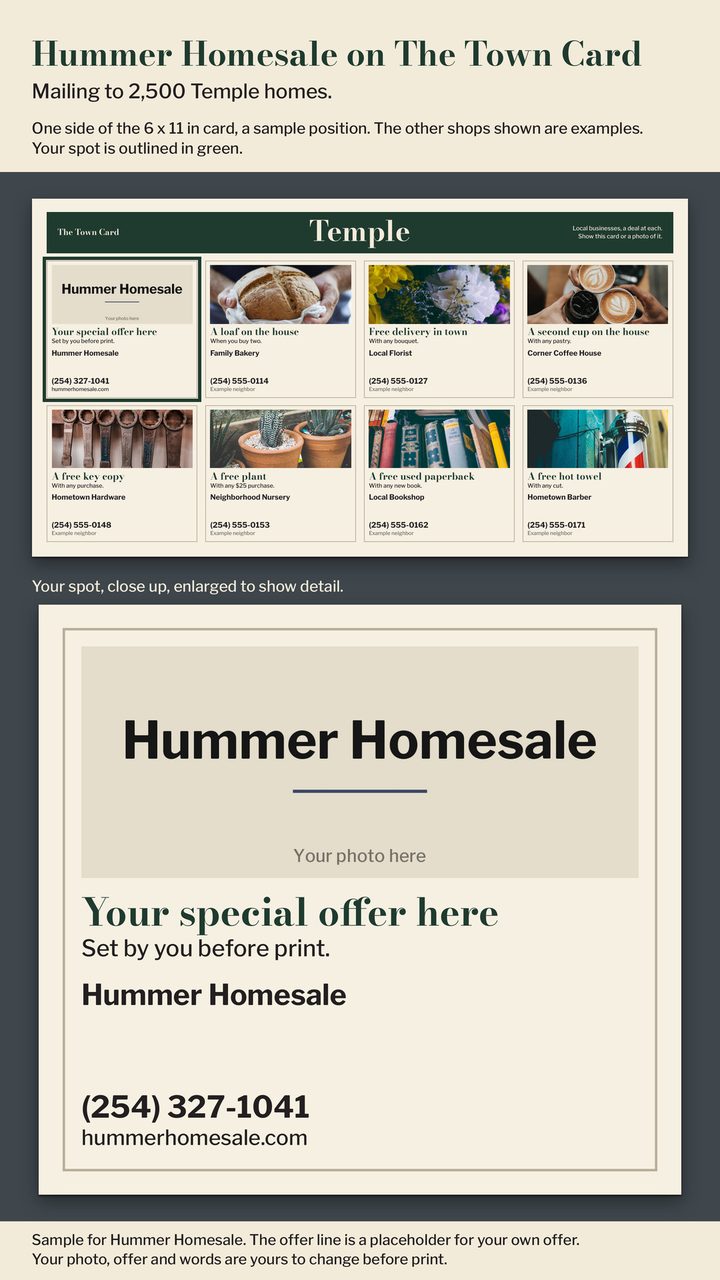 Hummer Homesale on The Town Card
Mailing to 2,500 Temple homes.
One side of the 6 x 11 in card, a sample position. The other shops shown are examples.
Your spot is outlined in green.
The Town Card
Temple
Local businesses, a deal at each.
Show this card or a photo of it.
Hummer Homesale
Your photo here
Your special offer here
Set by you before print.
Hummer Homesale
(254) 327-1041
hummerhomesale.com
A loaf on the house
When you buy two.
Family Bakery
(254) 555-0114
Example neighbor
Free delivery in town
With any bouquet.
Local Florist
(254) 555-0127
Example neighbor
A second cup on the house
With any pastry.
Corner Coffee House
(254) 555-0136
Example neighbor
A free key copy
With any purchase.
Hometown Hardware
(254) 555-0148
Example neighbor
A free plant
With any $25 purchase.
Neighborhood Nursery
(254) 555-0153
Example neighbor
A free used paperback
With any new book.
Local Bookshop
(254) 555-0162
Example neighbor
A free hot towel
With any cut.
Hometown Barber
(254) 555-0171
Example neighbor
Your spot, close up, enlarged to show detail.
Hummer Homesale
Your photo here
Your special offer here
Set by you before print.
Hummer Homesale
(254) 327-1041
hummerhomesale.com
Sample for Hummer Homesale. The offer line is a placeholder for your own offer.
Your photo, offer and words are yours to change before print.